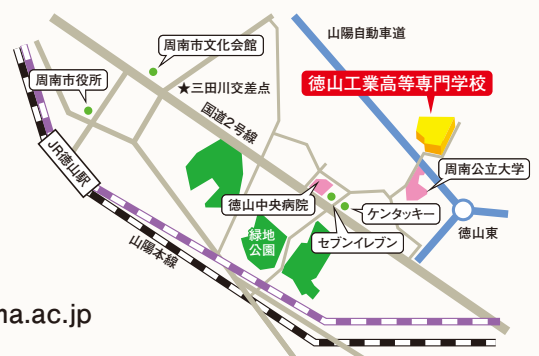 山陽自動車道
周南市文化会館
周南市役所
★三田川交差点
徳山工業高等専門学校
国道2号線
JR徳山駅
周南公立大学
徳山中央病院
ケンタッキー
セブンイレブン
緑地
公園
徳山東
山陽本線
ma.ac.jp